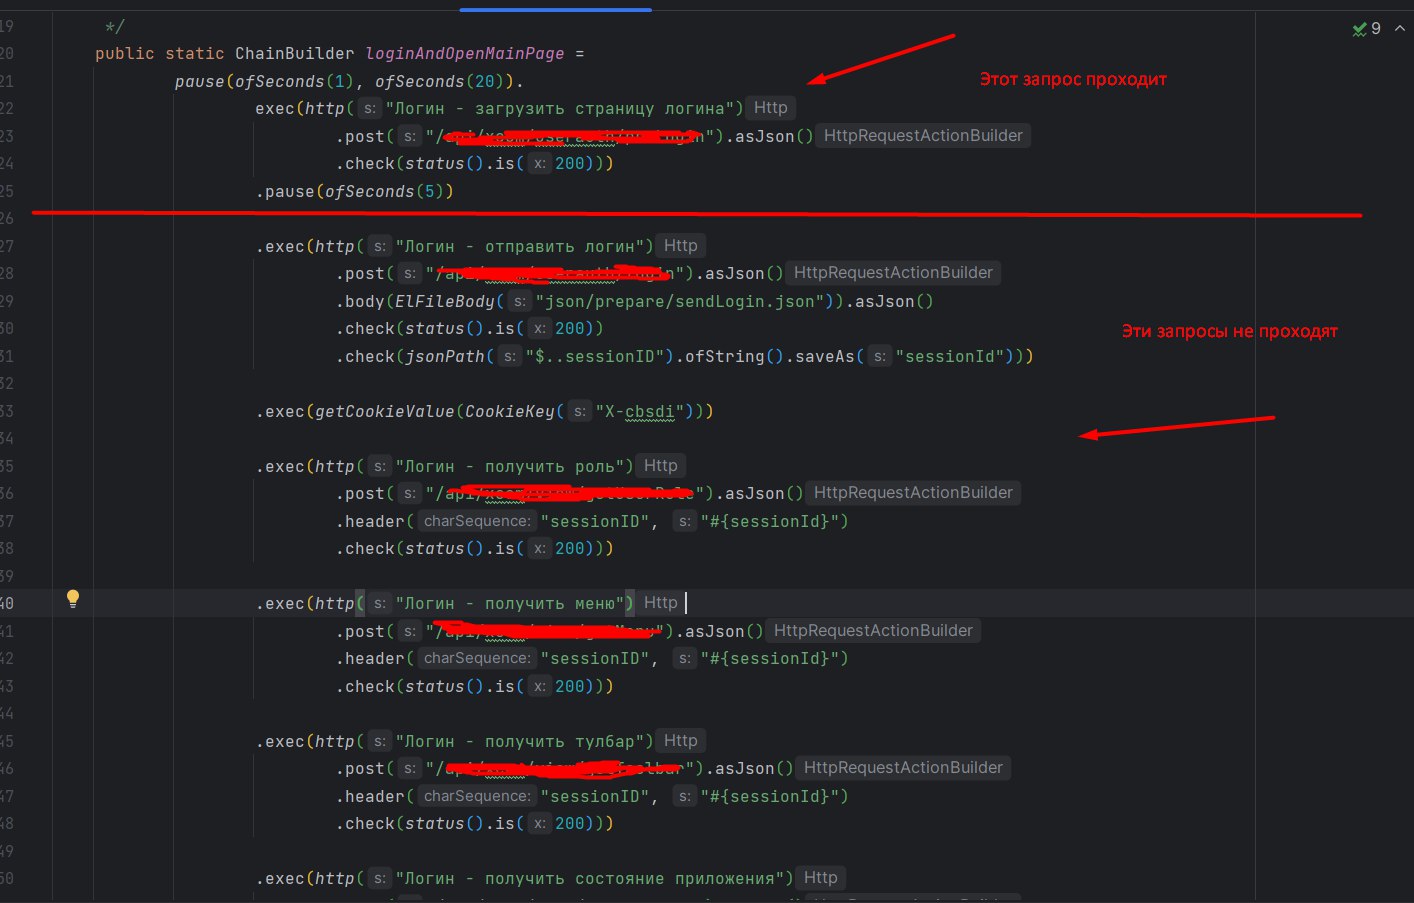 19 */
9
20 public static ChainBuilder loginAndOpenMainPage =
21 pause(ofSeconds(1), ofSeconds(20)).
Этот запрос проходит
22 exec(http( s: "Логин - загрузить страницу логина") Http
23 .post( s: "/ ").asJson() HttpRequestActionBuilder
24 .check(status().is( x: 200)))
25 .pause(ofSeconds(5))
26
27 .exec(http( s: "Логин - отправить логин") Http
28 .post( s: "/ ").asJson() HttpRequestActionBuilder
29 .body(ElFileBody( s: "json/prepare/sendLogin.json")).asJson()
30 .check(status().is( x: 200))
Эти запросы не проходят
31 .check(jsonPath( s: "$..sessionID").ofString().saveAs( s: "sessionId")))
32
33 .exec(getCookieValue(CookieKey( s: "X-cbsdi")))
34
35 .exec(http( s: "Логин - получить роль") Http
36 .post( s: "/ ").asJson() HttpRequestActionBuilder
37 .header( charSequence: "sessionID", s: "#{sessionId}")
38 .check(status().is( x: 200)))
39
40 .exec(http( s: "Логин - получить меню") Http
41 .post( s: "/ ").asJson() HttpRequestActionBuilder
42 .header( charSequence: "sessionID", s: "#{sessionId}")
43 .check(status().is( x: 200)))
44
45 .exec(http( s: "Логин - получить тулбар") Http
46 .post( s: "/ ").asJson() HttpRequestActionBuilder
47 .header( charSequence: "sessionID", s: "#{sessionId}")
48 .check(status().is( x: 200)))
49
50 .exec(http( s: "Логин - получить состояние приложения") Http